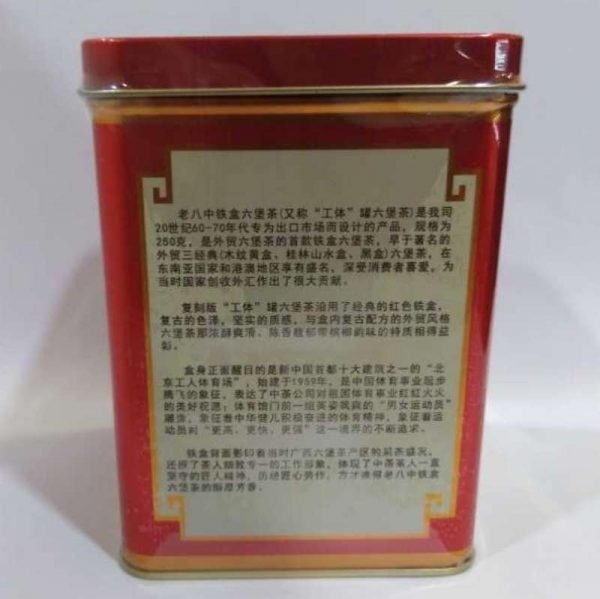 老八中铁盒六堡茶(又称“工体”罐六堡茶)是我司
20世纪60-70年代专为出口市场而设计的产品，规格为
250克，是外贸六堡茶的首款铁盒六堡茶，早于著名的
外贸三经典(木纹黄盒、桂林山水盒、黑盒)六堡茶，在
东南亚国家和港澳地区享有盛名，深受消费者喜爱，为
当时国家创收外汇作出了很大贡献。
复刻版“工体”罐六堡茶沿用了经典的红色铁盒，
复古的色泽，坚实的质感，与盒内复古配方的外贸风格
六堡茶那浓醇爽滑、陈香馥郁带槟榔韵味的特质相得益
彰。
盒身正面醒目的是新中国首都十大建筑之一的“北
京工人体育场”，始建于1959年，是中国体育事业起步
腾飞的象征，表达了中茶公司对祖国体育事业红红火火
的美好祝愿；体育馆门前一组英姿飒爽的“男女运动员”
雕涑，象征着中华健儿积极奋进的体育精神，象征着运
动员对“更高、更快、更强”这一境界的不断追求。
铁盒背面影印着当时广西六堡茶产区的采茶盛况，
还原了茶人细致专一的工作形象，体现了中茶茶人一直
坚守的匠人精神，历经匠心劳作，方才造得老八中铁盒
六堡茶的醇厚芳香。